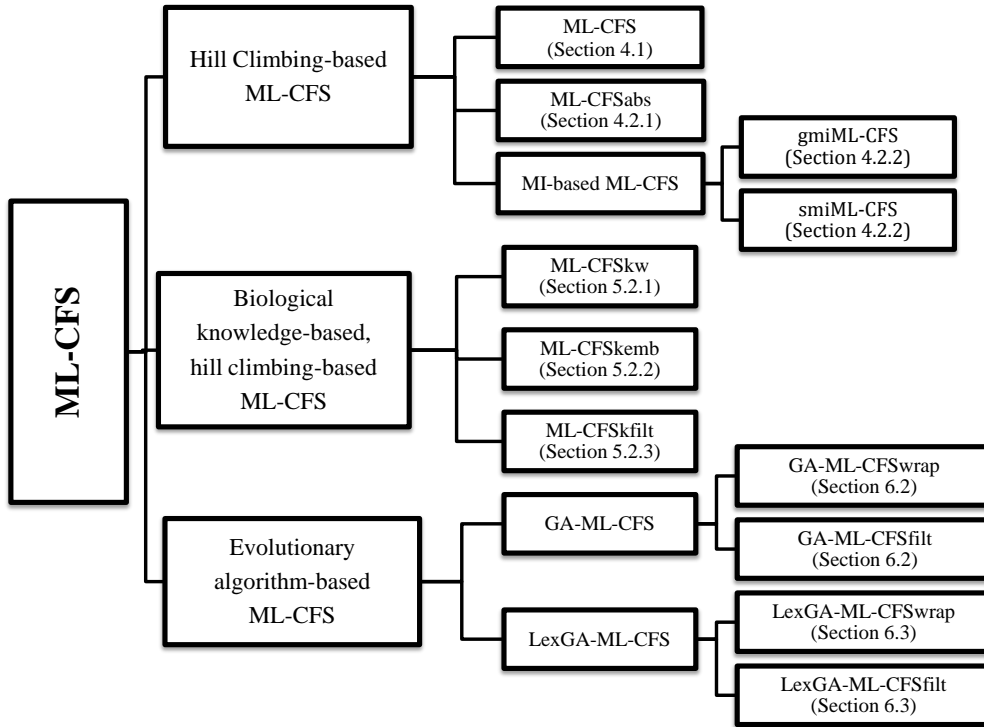 ML-CFS
Hill Climbing-based
ML-CFS
ML-CFS
(Section 4.1)
ML-CFSabs
(Section 4.2.1)
MI-based ML-CFS
gmiML-CFS
(Section 4.2.2)
smiML-CFS
(Section 4.2.2)
Biological
knowledge-based,
hill climbing-based
ML-CFS
ML-CFSkw
(Section 5.2.1)
ML-CFSkemb
(Section 5.2.2)
ML-CFSkfilt
(Section 5.2.3)
Evolutionary
algorithm-based
ML-CFS
GA-ML-CFS
GA-ML-CFSwrap
(Section 6.2)
GA-ML-CFSfilt
(Section 6.2)
LexGA-ML-CFS
LexGA-ML-CFSwrap
(Section 6.3)
LexGA-ML-CFSfilt
(Section 6.3)